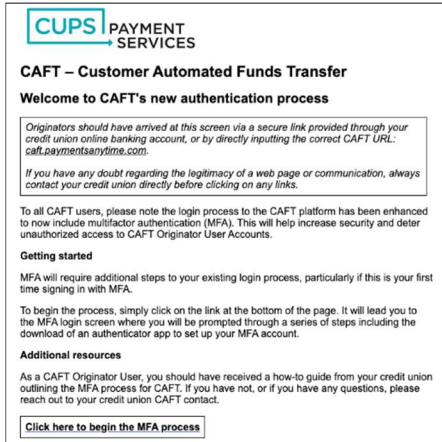 CUPS PAYMENT
SERVICES
CAFT – Customer Automated Funds Transfer
Welcome to CAFT's new authentication process
Originators should have arrived at this screen via a secure link provided through your
credit union online banking account, or by directly inputting the correct CAFT URL:
caft.paymentsanytime.com.
If you have any doubt regarding the legitimacy of a web page or communication, always
contact your credit union directly before clicking on any links.
To all CAFT users, please note the login process to the CAFT platform has been enhanced
to now include multifactor authentication (MFA). This will help increase security and deter
unauthorized access to CAFT Originator User Accounts.
Getting started
MFA will require additional steps to your existing login process, particularly if this is your first
time signing in with MFA.
To begin the process, simply click on the link at the bottom of the page. It will lead you to
the MFA login screen where you will be prompted through a series of steps including the
download of an authenticator app to set up your MFA account.
Additional resources
As a CAFT Originator User, you should have received a how-to guide from your credit union
outlining the MFA process for CAFT. If you have not, or if you have any questions, please
reach out to your credit union CAFT contact.
Click here to begin the MFA process